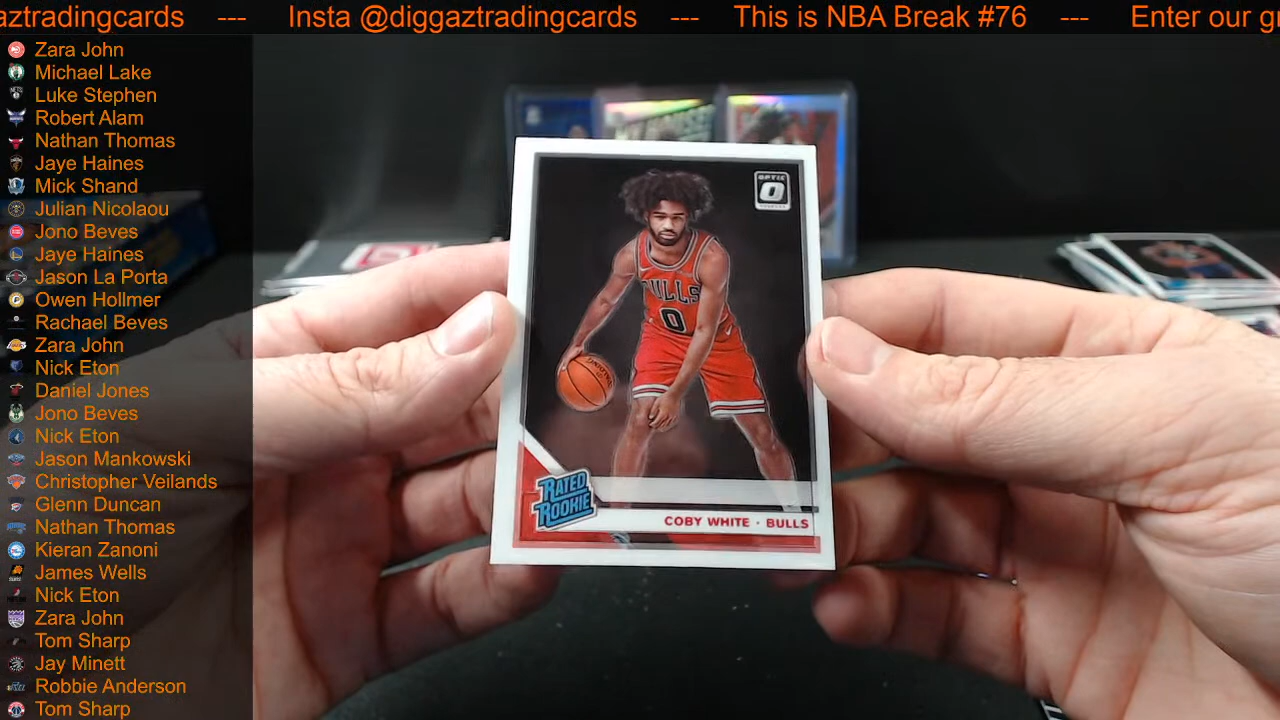 aztradingcards --- Insta @diggaztradingcards --- This is NBA Break #76 --- Enter our g
Zara John
Michael Lake
Luke Stephen
Robert Alam
Nathan Thomas
Jaye Haines
Mick Shand
Julian Nicolaou
Jono Beves
Jaye Haines
Jason La Porta
Owen Hollmer
Rachael Beves
Zara John
Nick Eton
Daniel Jones
Jono Beves
Nick Eton
Jason Mankowski
Christopher Veilands
Glenn Duncan
Nathan Thomas
Kieran Zanoni
James Wells
Nick Eton
Zara John
Tom Sharp
Jay Minett
Robbie Anderson
Tom Sharp
OPTIC
BULLS
0
SPALDING
RATED
ROOKIE
COBY WHITE · BULLS